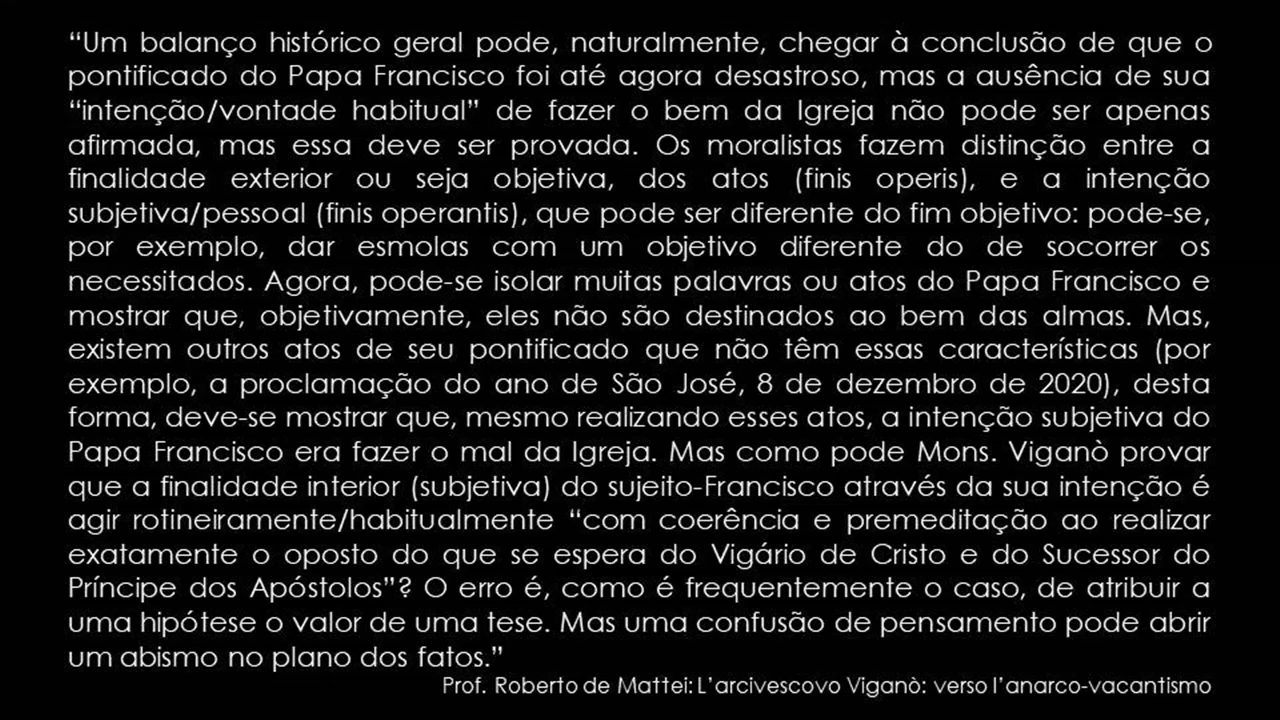 “Um balanço histórico geral pode, naturalmente, chegar à conclusão de que o
pontificado do Papa Francisco foi até agora desastroso, mas a ausência de sua
“intenção/vontade habitual” de fazer o bem da Igreja não pode ser apenas
afirmada, mas essa deve ser provada. Os moralistas fazem distinção entre a
finalidade exterior ou seja objetiva, dos atos (finis operis), e a intenção
subjetiva/pessoal (finis operantis), que pode ser diferente do fim objetivo: pode-se,
por exemplo, dar esmolas com um objetivo diferente do de socorrer os
necessitados. Agora, pode-se isolar muitas palavras ou atos do Papa Francisco e
mostrar que, objetivamente, eles não são destinados ao bem das almas. Mas,
existem outros atos de seu pontificado que não têm essas características (por
exemplo, a proclamação do ano de São José, 8 de dezembro de 2020), desta
forma, deve-se mostrar que, mesmo realizando esses atos, a intenção subjetiva do
Papa Francisco era fazer o mal da Igreja. Mas como pode Mons. Viganò provar
que a finalidade interior (subjetiva) do sujeito-Francisco através da sua intenção é
agir rotineiramente/habitualmente “com coerência e premeditação ao realizar
exatamente o oposto do que se espera do Vigário de Cristo e do Sucessor do
Príncipe dos Apóstolos”? O erro é, como é frequentemente o caso, de atribuir a
uma hipótese o valor de uma tese. Mas uma confusão de pensamento pode abrir
um abismo no plano dos fatos.”
Prof. Roberto de Mattei: L’arcivescovo Viganò: verso l’anarco-vacantismo